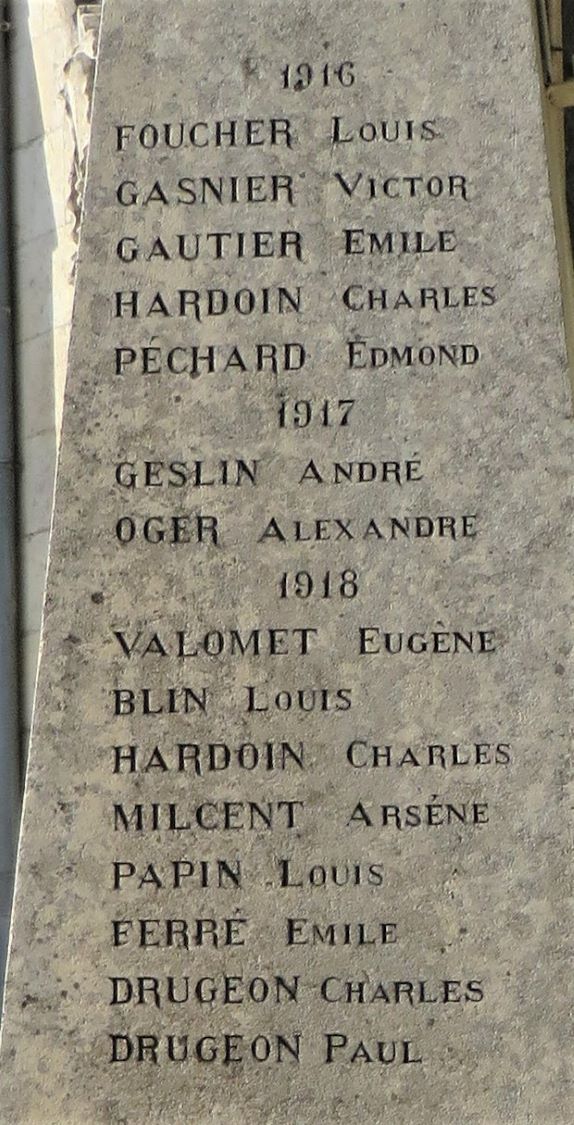 1916
FOUCHER LOUIS
GASNIER VICTOR
GAUTIER EMILE
HARDOIN CHARLES
PÉCHARD EDMOND
1917
GESLIN ANDRÉ
OGER ALEXANDRE
1918
VALOMET EUGÈNE
BLIN LOUIS
HARDOIN CHARLES
MILCENT ARSÉNE
PAPIN LOUIS
FERRÉ EMILE
DRUGEON CHARLES
DRUGEON PAUL